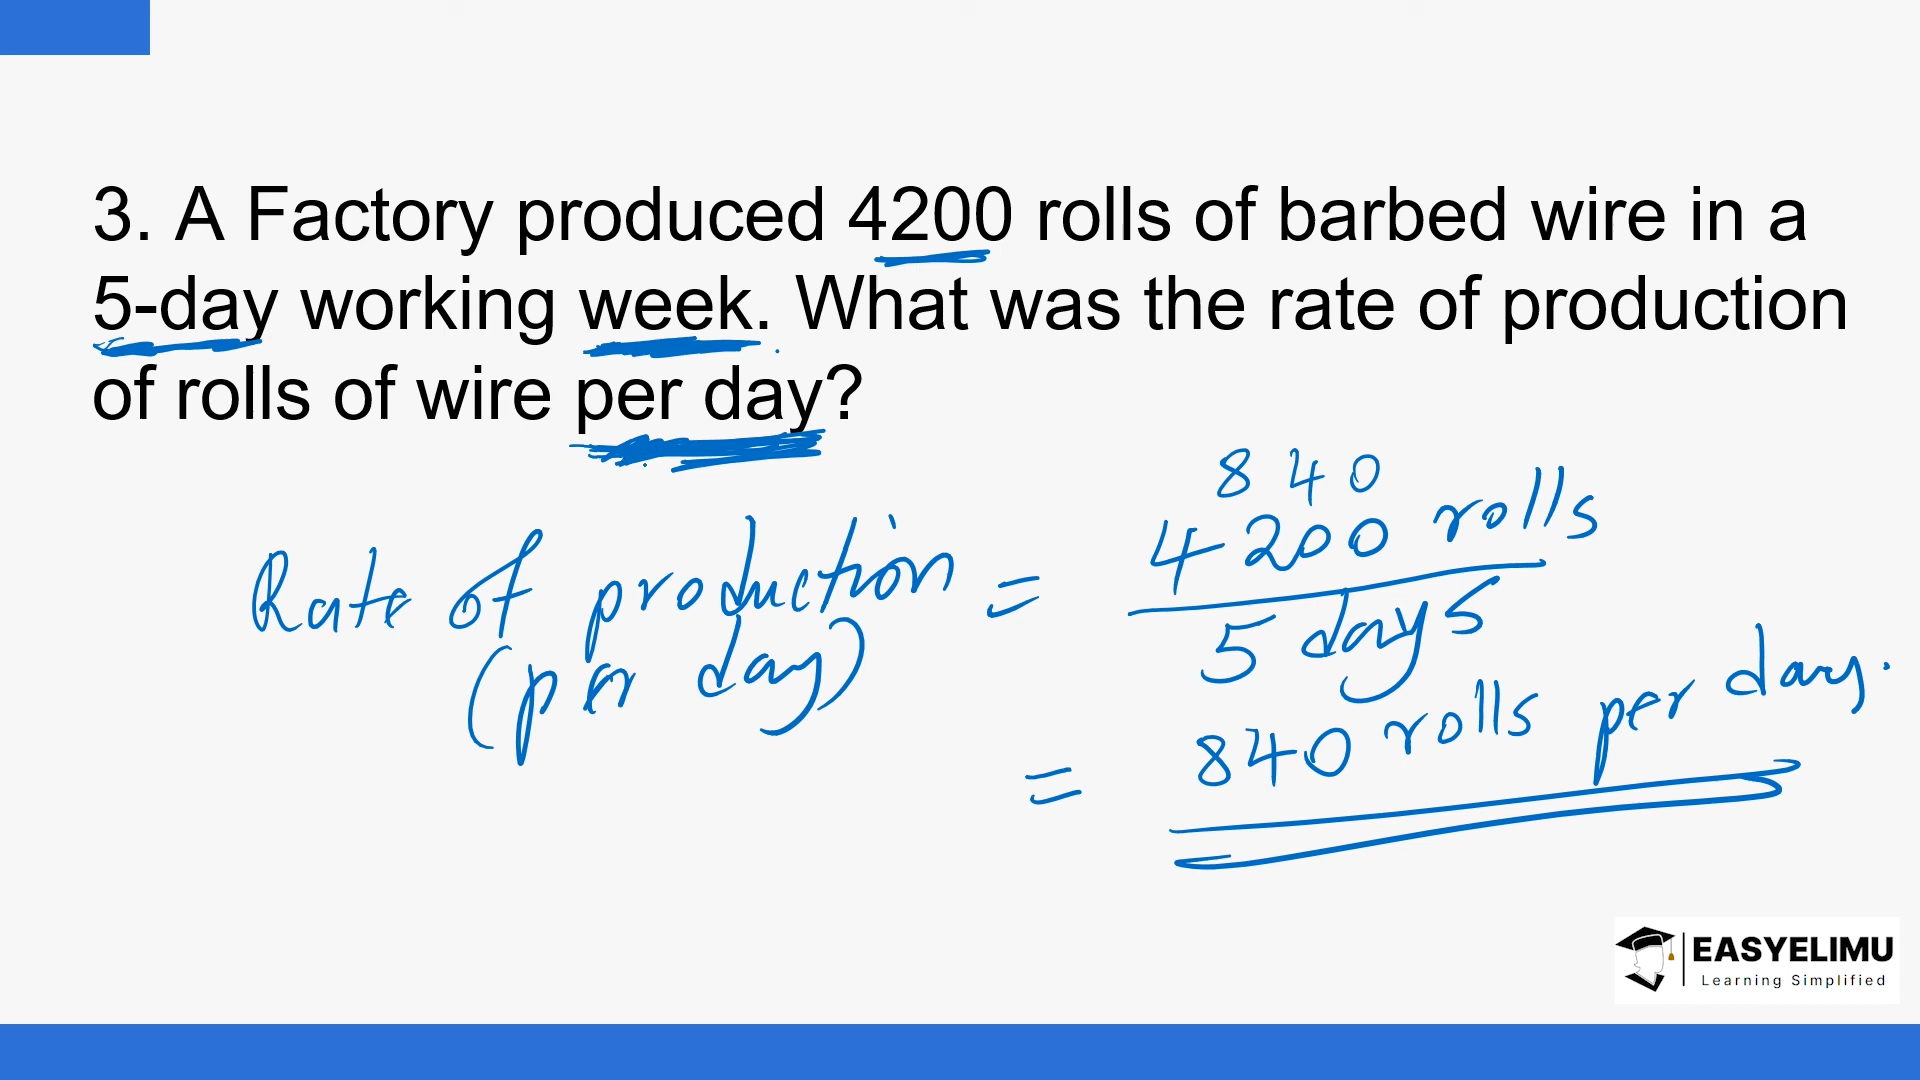 3. A Factory produced 4200 rolls of barbed wire in a
5-day working week. What was the rate of production
of rolls of wire per day?
840
Rate of production = 4200 rolls
5 days
(per day)
= 840 rolls per day.
EASYELIMU
Learning Simplified